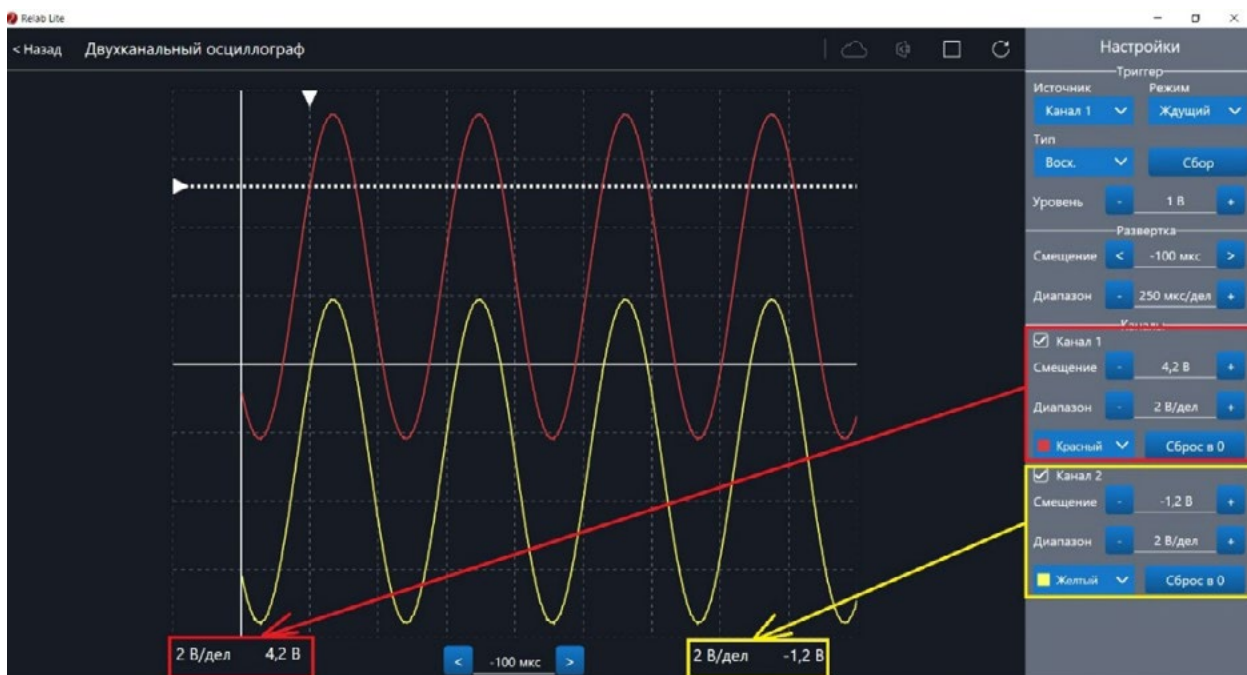 Relab Lite
< Назад Двухканальный осциллограф
Настройки
Триггер
Источник Режим
Канал 1 Ждущий
Тип
Восх. Сбор
Уровень - 1 В +
Развертка
Смещение < -100 мкс >
Диапазон - 250 мкс/дел +
Каналы
Канал 1
Смещение - 4,2 В +
Диапазон - 2 В/дел +
Красный Сброс в 0
Канал 2
Смещение - -1,2 В +
Диапазон - 2 В/дел +
Желтый Сброс в 0
2 В/дел 4,2 В < -100 мкс > 2 В/дел -1,2 В